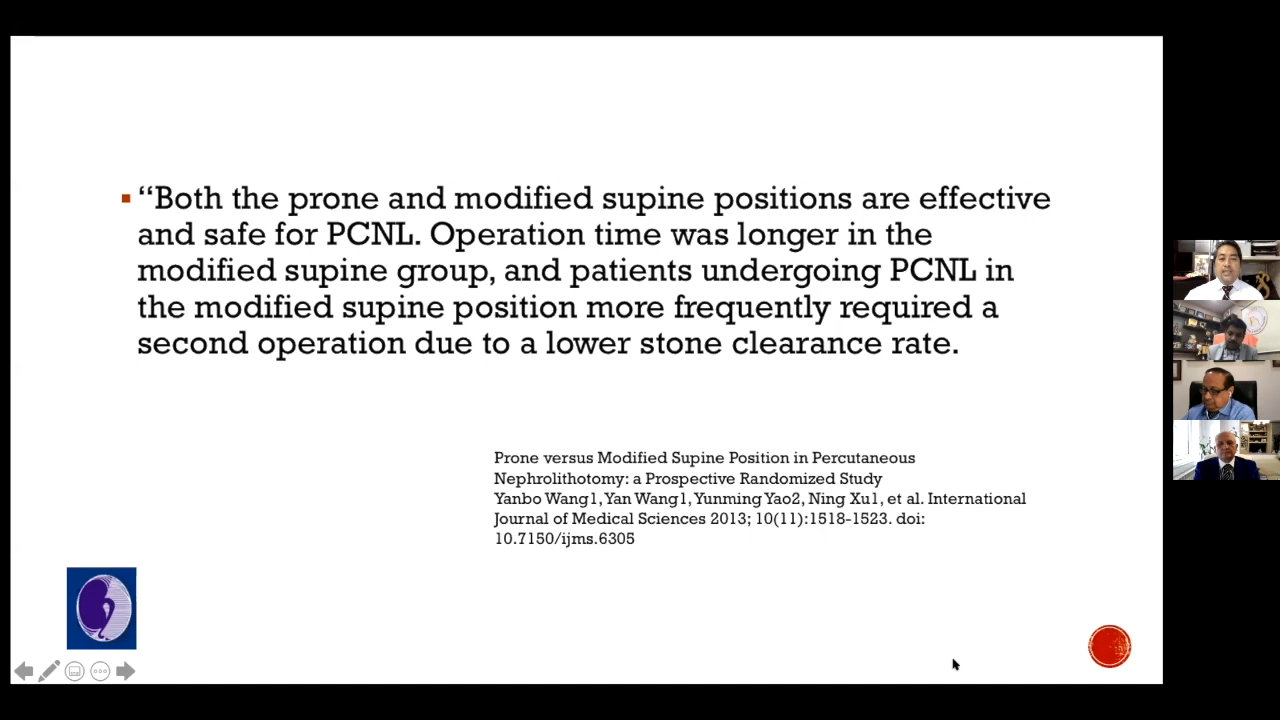 “Both the prone and modified supine positions are effective
and safe for PCNL. Operation time was longer in the
modified supine group, and patients undergoing PCNL in
the modified supine position more frequently required a
second operation due to a lower stone clearance rate.
Prone versus Modified Supine Position in Percutaneous
Nephrolithotomy: a Prospective Randomized Study
Yanbo Wang1, Yan Wang1, Yunming Yao2, Ning Xu1, et al. International
Journal of Medical Sciences 2013; 10(11):1518-1523. doi:
10.7150/ijms.6305